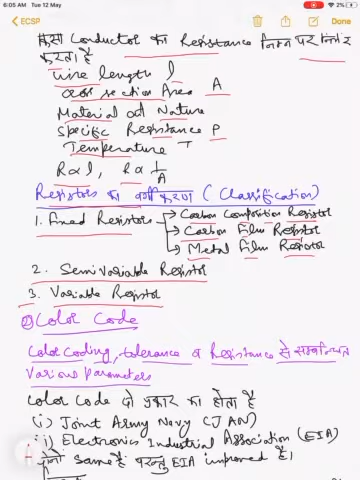 6:05 AM Tue 12 May
ECSP
Done
Conductor का Resistance निम्न पर निर्भर
करता है
wire length l
cross section Area A
Material of Nature
Specific Resistance P
Temperature T
R∝l, R∝1/A
Resistors का वर्गीकरण (Classification)
1. Fixed Resistors → Carbon Composition Resistor
→ Carbon Film Resistor
→ Metal Film Resistor
2. Semivariable Resistor
3. Variable Resistor
② Color Code
Color Coding, tolerance व Resistance से सम्बन्धित
Various Parameters
Color Code दो प्रकार का होता है
(i) Joint Army Navy (JAN)
ii) Electronics Industrial Association (EIA)
Same है परन्तु EIA improved है।